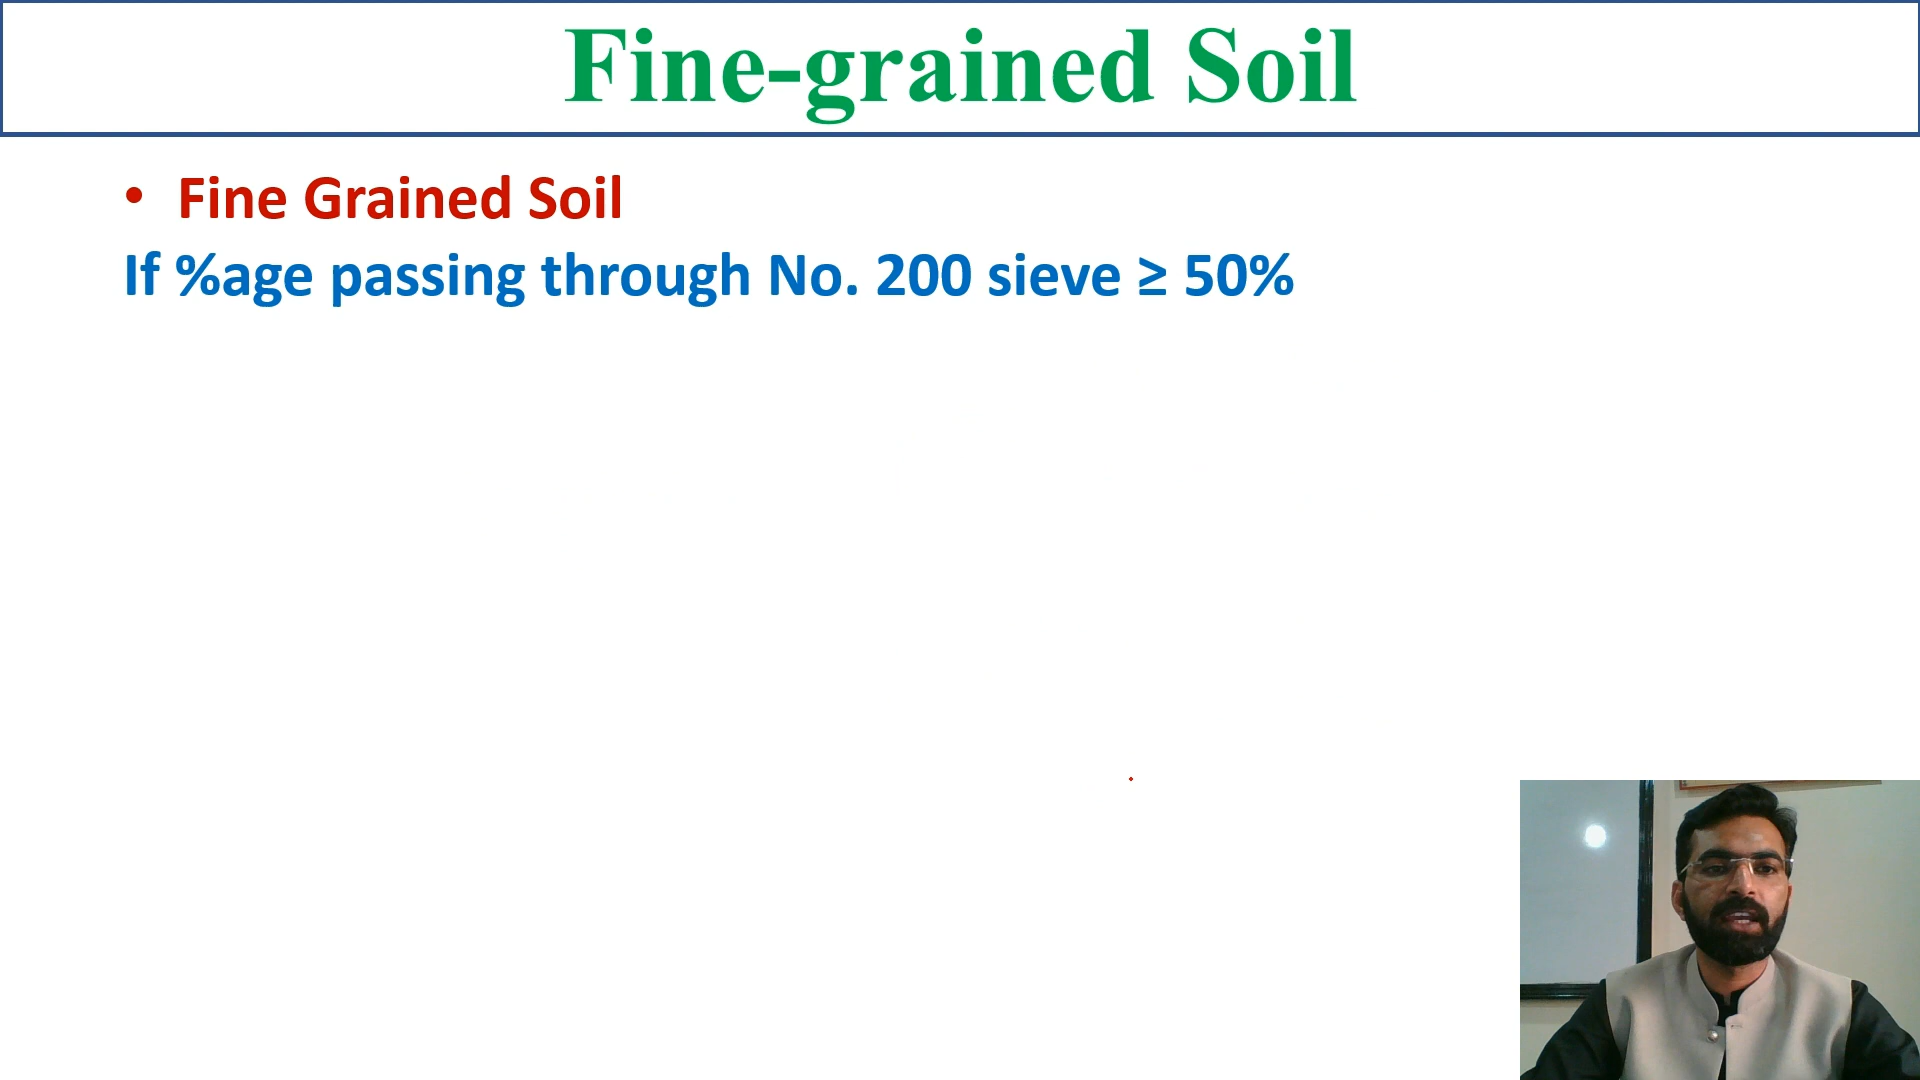 Fine-grained Soil
• Fine Grained Soil
If %age passing through No. 200 sieve ≥ 50%